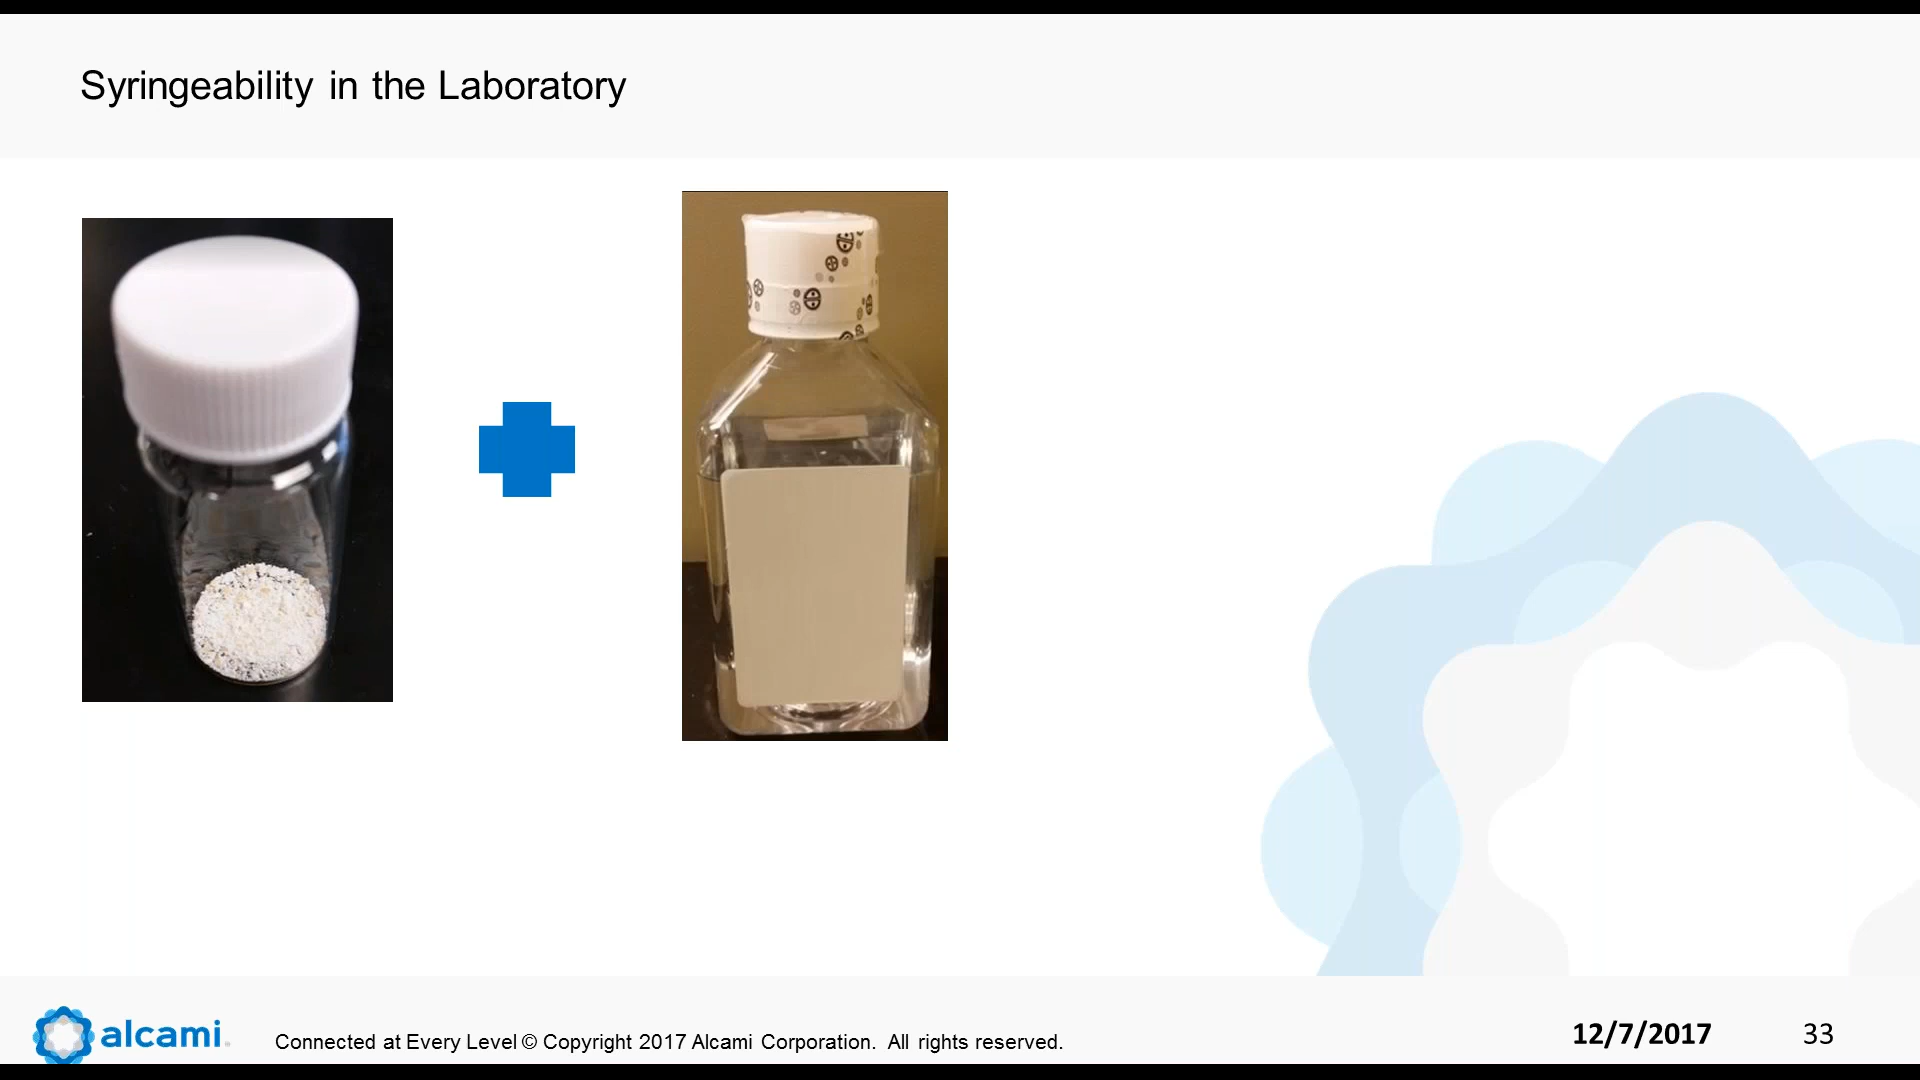 Syringeability in the Laboratory
alcami
Connected at Every Level © Copyright 2017 Alcami Corporation. All rights reserved.
12/7/2017
33